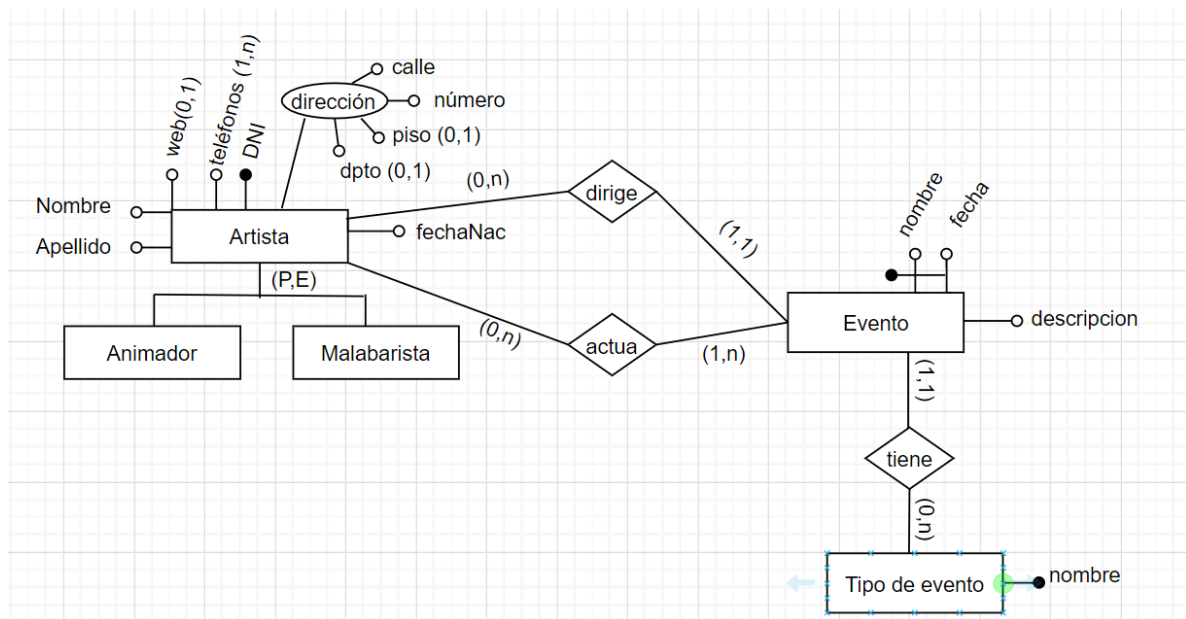 calle
dirección
número
piso (0,1)
dpto (0,1)
web(0,1)
teléfonos (1,n)
DNI
Nombre
Apellido
Artista
fechaNac
(0,n)
dirige
(1,1)
nombre
fecha
(P,E)
Animador
Malabarista
(0,n)
actua
(1,n)
Evento
descripcion
(1,1)
tiene
(0,n)
Tipo de evento
nombre